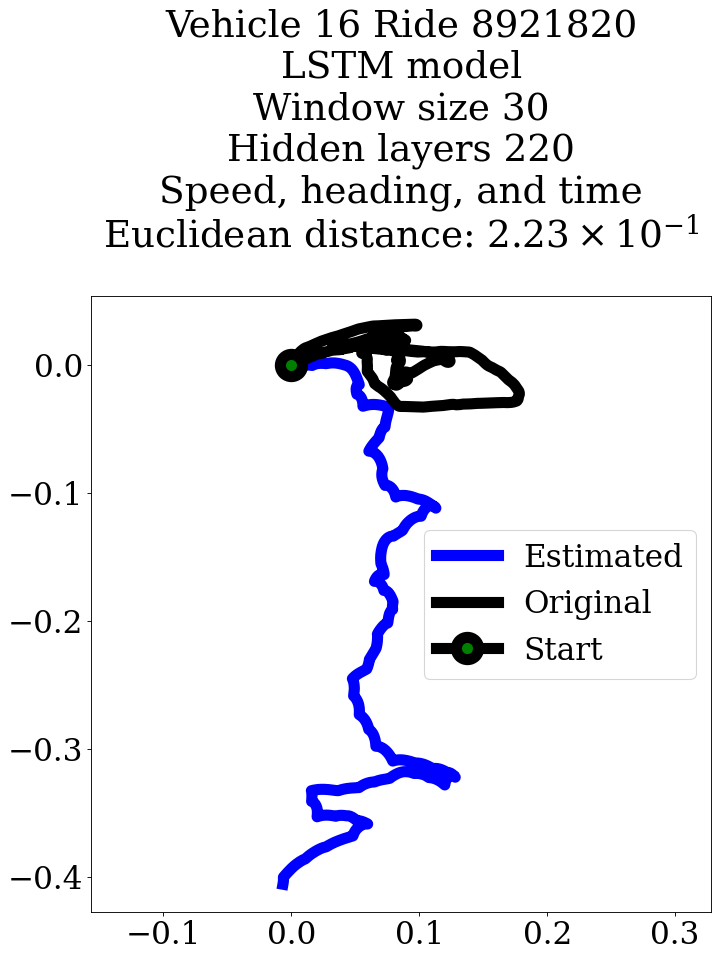 Vehicle 16 Ride 8921820
LSTM model
Window size 30
Hidden layers 220
Speed, heading, and time
Euclidean distance: 2.23 × 10⁻¹
0.0
−0.1
−0.2
−0.3
−0.4
Estimated
Original
Start
−0.1 0.0 0.1 0.2 0.3